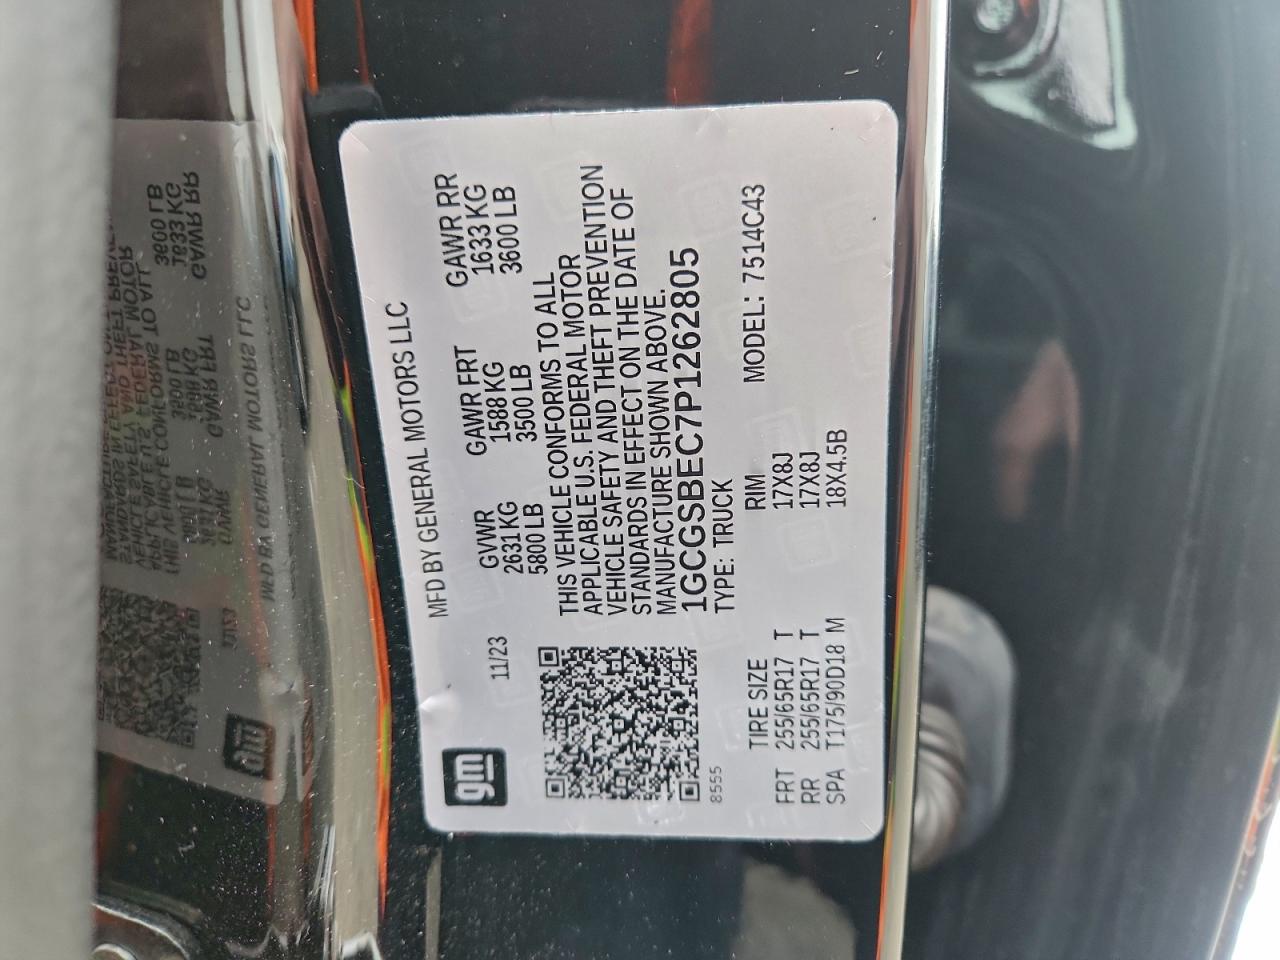 gm
11/23
MFD BY GENERAL MOTORS LLC
GVWR GAWR FRT GAWR RR
2631 KG 1588 KG 1633 KG
5800 LB 3500 LB 3600 LB
THIS VEHICLE CONFORMS TO ALL
APPLICABLE U.S. FEDERAL MOTOR
VEHICLE SAFETY AND THEFT PREVENTION
STANDARDS IN EFFECT ON THE DATE OF
MANUFACTURE SHOWN ABOVE.
1GCGSBEC7P1262805
8555
TYPE: TRUCK
TIRE SIZE RIM MODEL: 7514C43
FRT 255/65R17 T 17X8J
RR 255/65R17 T 17X8J
SPA T175/90D18 M 18X4.5B